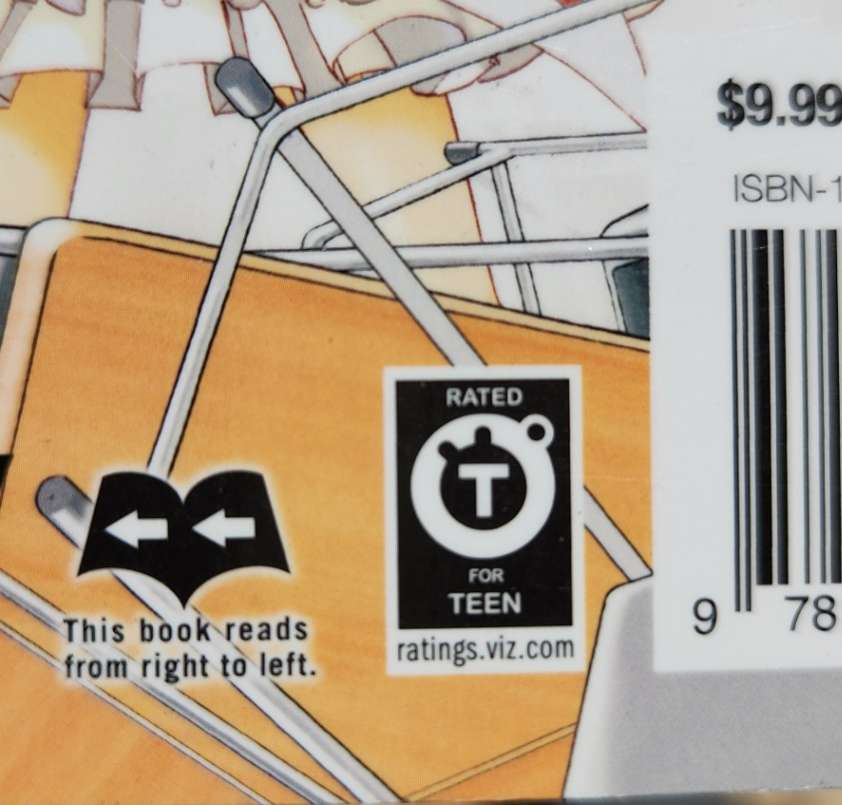 $9.99
ISBN-1
9 78
RATED
T
FOR
TEEN
ratings.viz.com
This book reads
from right to left.